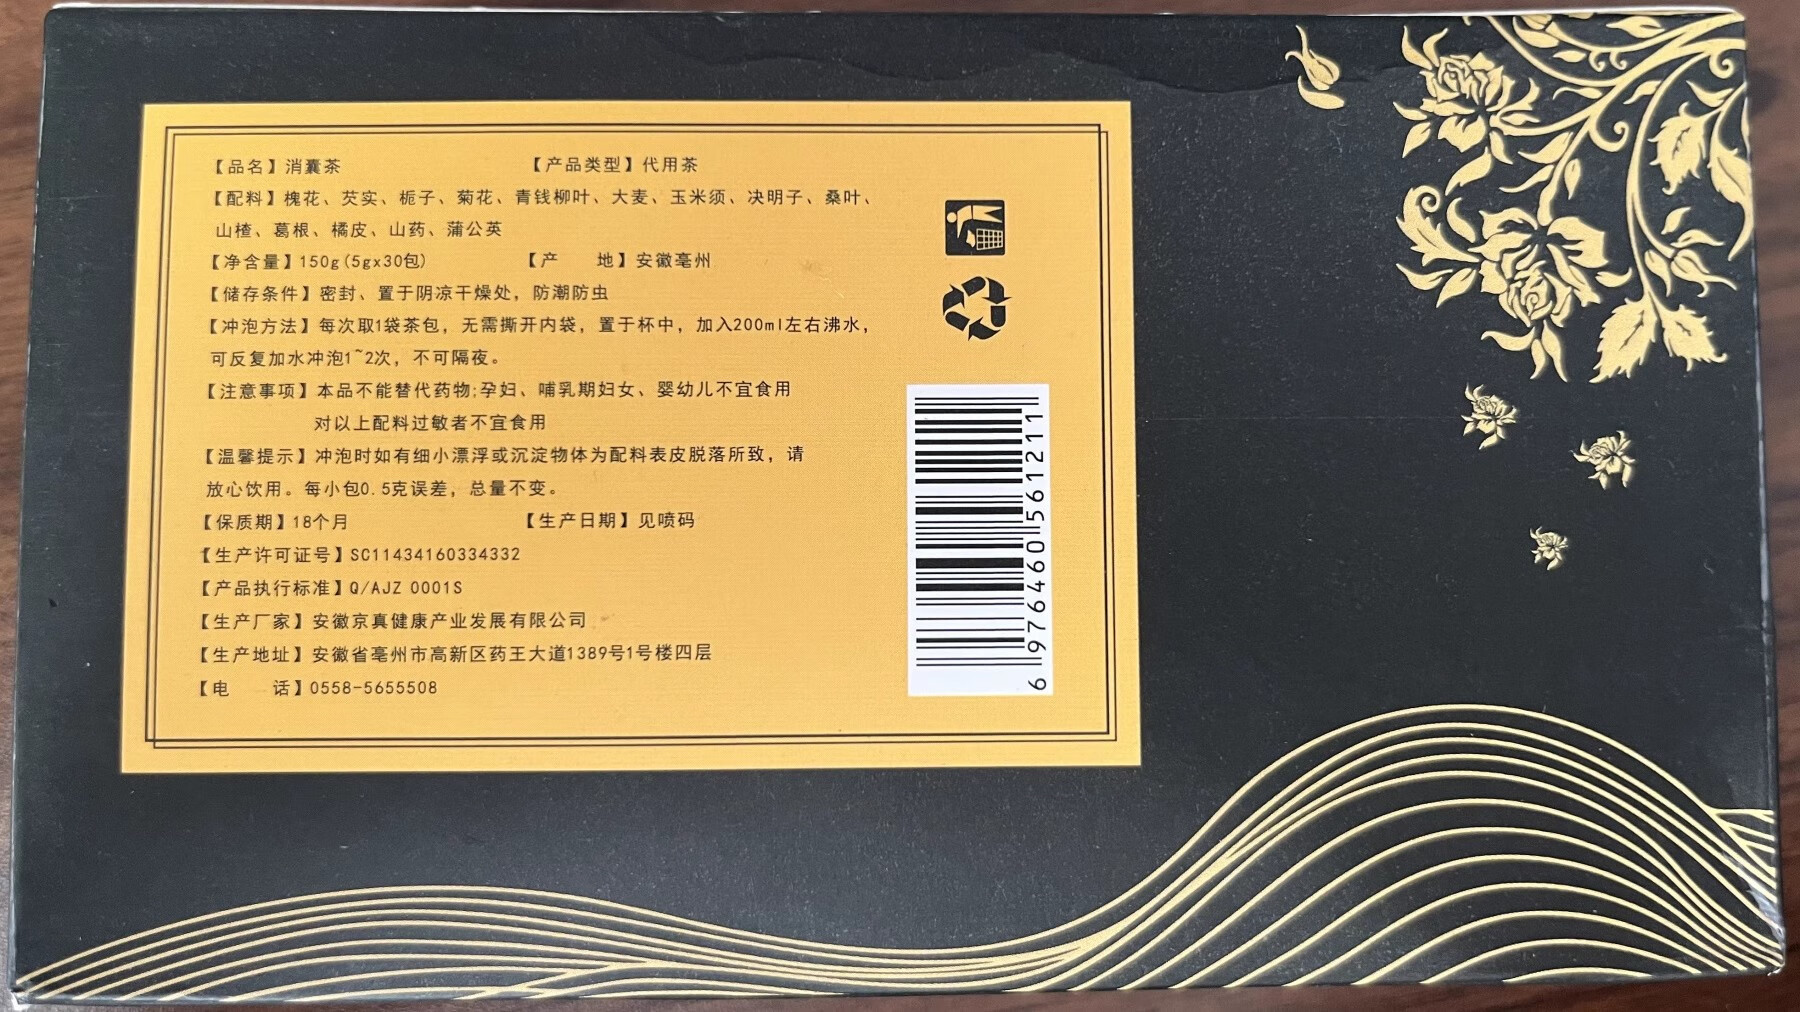 【品名】消囊茶 【产品类型】代用茶
【配料】槐花、芡实、栀子、菊花、青钱柳叶、大麦、玉米须、决明子、桑叶、
山楂、葛根、橘皮、山药、蒲公英
【净含量】150g(5gx30包) 【产 地】安徽亳州
【储存条件】密封、置于阴凉干燥处，防潮防虫
【冲泡方法】每次取1袋茶包，无需撕开内袋，置于杯中，加入200ml左右沸水，
可反复加水冲泡1~2次，不可隔夜。
【注意事项】本品不能替代药物;孕妇、哺乳期妇女、婴幼儿不宜食用
对以上配料过敏者不宜食用
【温馨提示】冲泡时如有细小漂浮或沉淀物体为配料表皮脱落所致，请
放心饮用。每小包0.5克误差，总量不变。
【保质期】18个月 【生产日期】见喷码
【生产许可证号】SC11434160334332
【产品执行标准】Q/AJZ 0001S
【生产厂家】安徽京真健康产业发展有限公司
【生产地址】安徽省亳州市高新区药王大道1389号1号楼四层
【电 话】0558-5655508
6 976460 561211